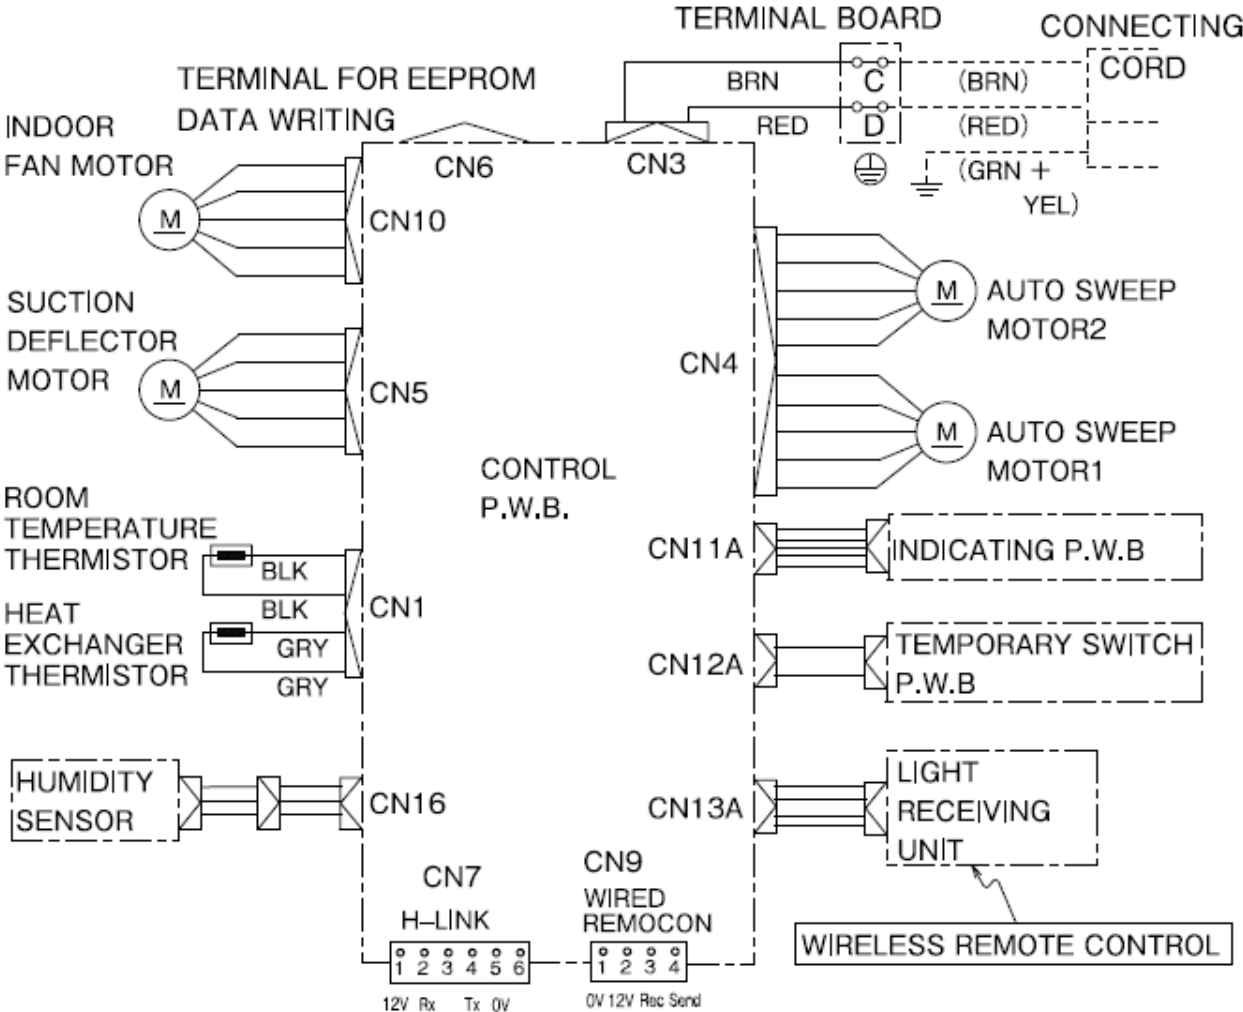 TERMINAL BOARD
CONNECTING
CORD
TERMINAL FOR EEPROM
DATA WRITING
BRN
C
(BRN)
RED
D
(RED)
(GRN +
YEL)
INDOOR
FAN MOTOR
M
CN6
CN3
CN10
SUCTION
DEFLECTOR
MOTOR
M
CN5
CN4
M
AUTO SWEEP
MOTOR2
M
AUTO SWEEP
MOTOR1
CONTROL
P.W.B.
ROOM
TEMPERATURE
THERMISTOR
BLK
BLK
HEAT
EXCHANGER
THERMISTOR
GRY
GRY
CN1
CN11A
INDICATING P.W.B
CN12A
TEMPORARY SWITCH
P.W.B
HUMIDITY
SENSOR
CN16
CN13A
LIGHT
RECEIVING
UNIT
CN7
H-LINK
CN9
WIRED
REMOCON
WIRELESS REMOTE CONTROL
1 2 3 4 5 6
12V Rx Tx 0V
1 2 3 4
0V 12V Rec Send